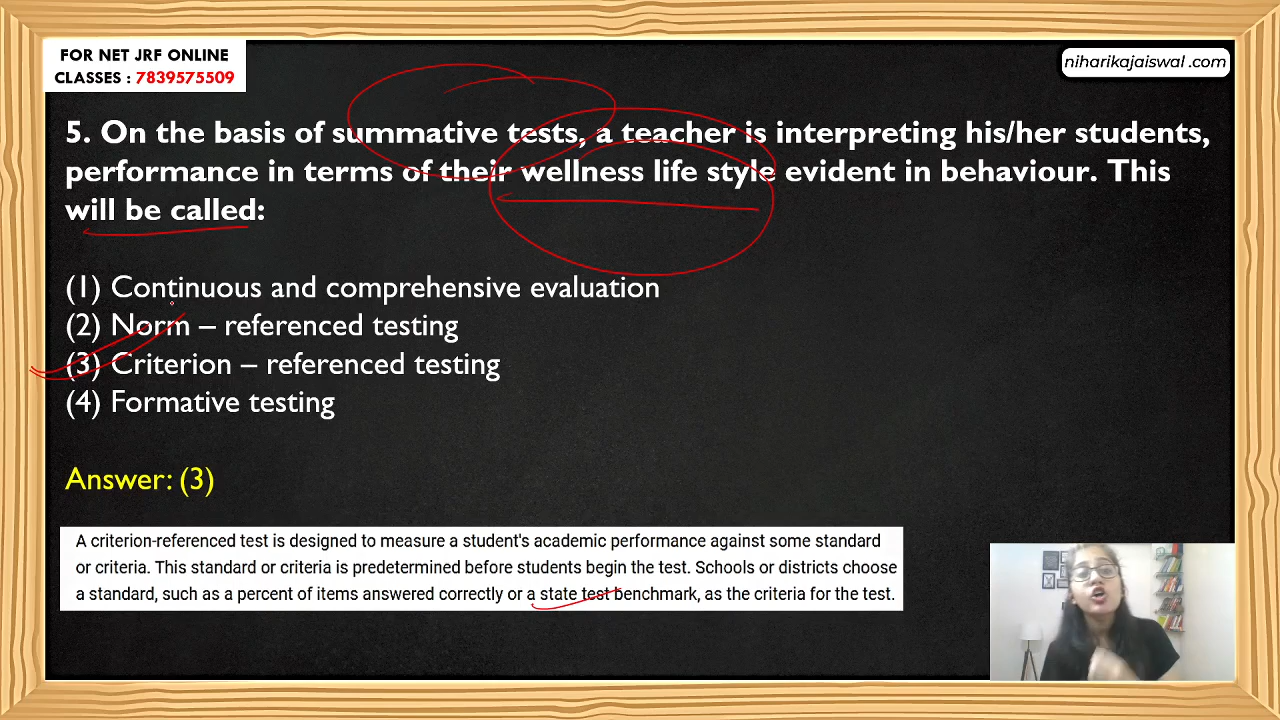 FOR NET JRF ONLINE
CLASSES : 7839575509
niharikajaiswal .com
5. On the basis of summative tests, a teacher is interpreting his/her students,
performance in terms of their wellness life style evident in behaviour. This
will be called:
(1) Continuous and comprehensive evaluation
(2) Norm – referenced testing
(3) Criterion – referenced testing
(4) Formative testing
Answer: (3)
A criterion-referenced test is designed to measure a student's academic performance against some standard
or criteria. This standard or criteria is predetermined before students begin the test. Schools or districts choose
a standard, such as a percent of items answered correctly or a state test benchmark, as the criteria for the test.